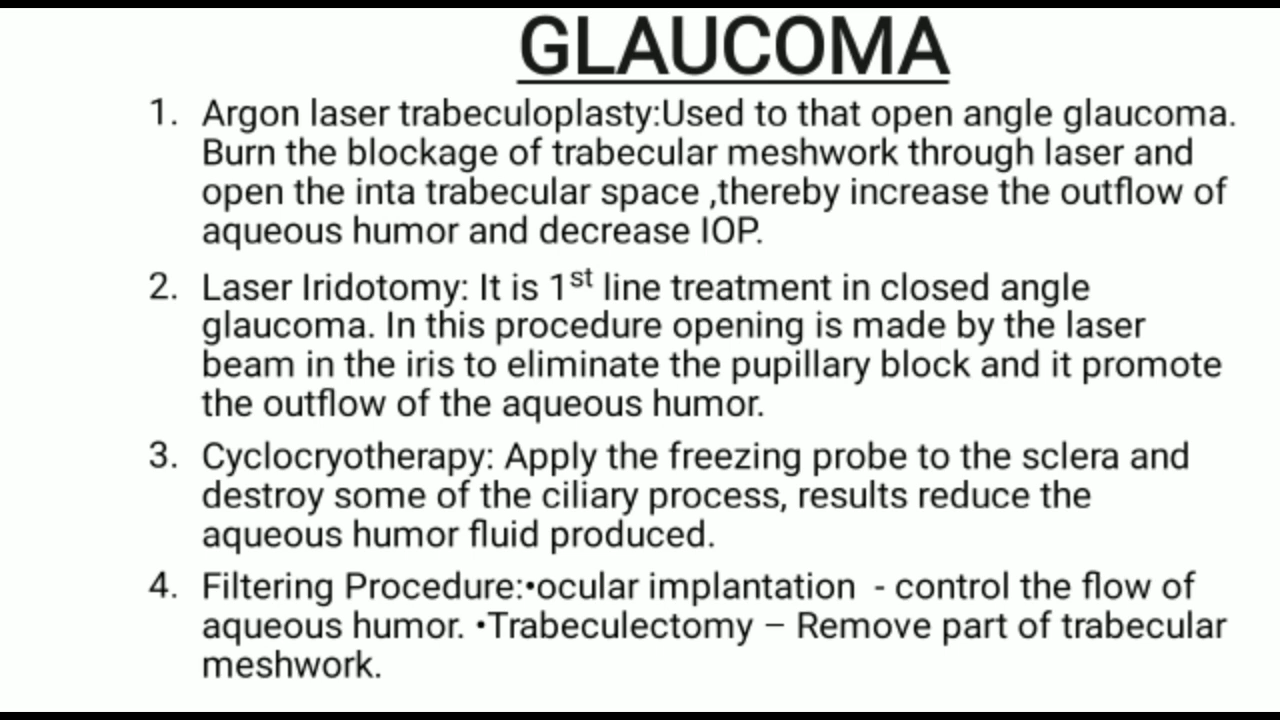 GLAUCOMA
1. Argon laser trabeculoplasty:Used to that open angle glaucoma.
Burn the blockage of trabecular meshwork through laser and
open the inta trabecular space ,thereby increase the outflow of
aqueous humor and decrease IOP.
2. Laser Iridotomy: It is 1st line treatment in closed angle
glaucoma. In this procedure opening is made by the laser
beam in the iris to eliminate the pupillary block and it promote
the outflow of the aqueous humor.
3. Cyclocryotherapy: Apply the freezing probe to the sclera and
destroy some of the ciliary process, results reduce the
aqueous humor fluid produced.
4. Filtering Procedure:•ocular implantation - control the flow of
aqueous humor. •Trabeculectomy – Remove part of trabecular
meshwork.